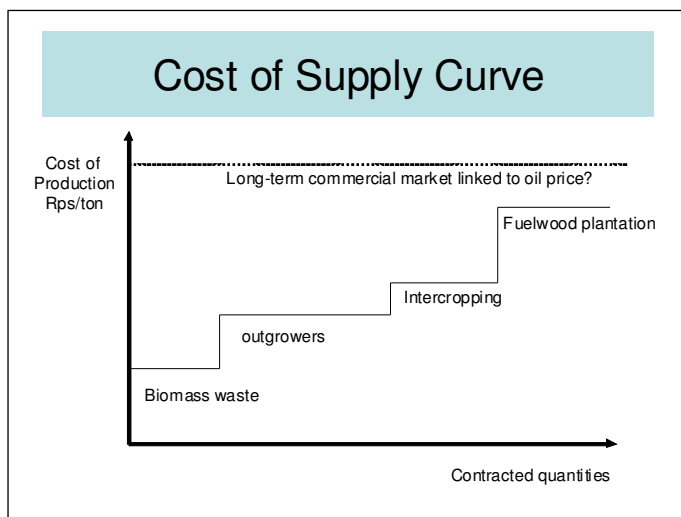 Cost of Supply Curve
Cost of
Production
Rps/ton
Long-term commercial market linked to oil price?
Fuelwood plantation
Intercropping
outgrowers
Biomass waste
Contracted quantities